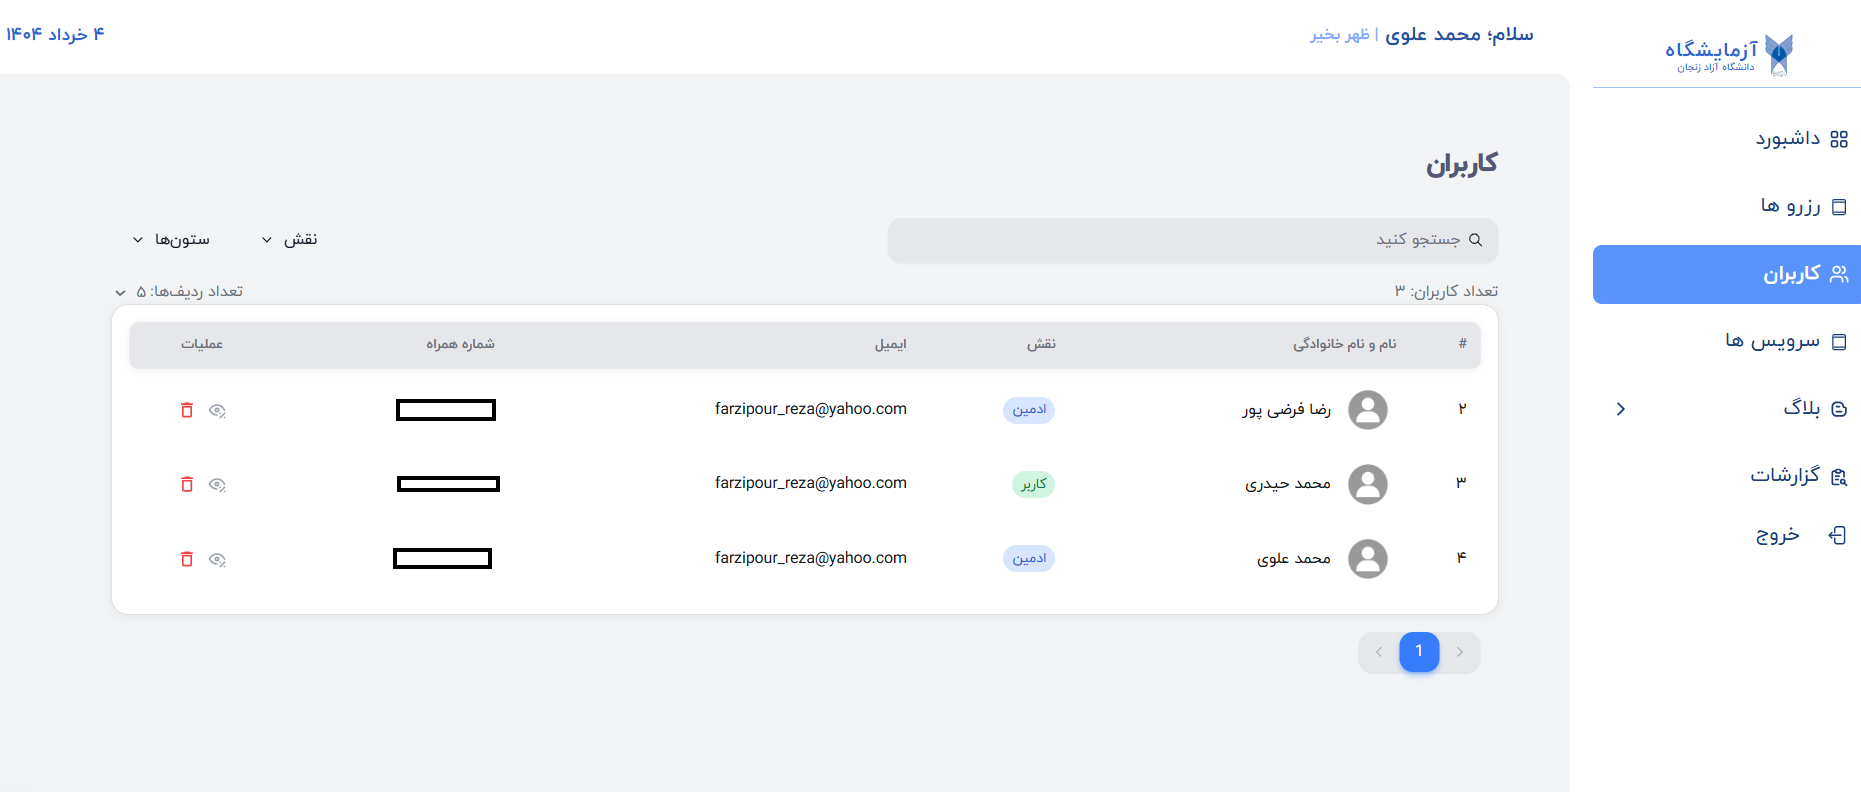 آزمایشگاه
دانشگاه آزاد زنجان
داشبورد
رزرو ها
کاربران
سرویس ها
بلاگ
گزارشات
خروج
سلام؛ محمد علوی | ظهر بخیر
۴ خرداد ۱۴۰۴
کاربران
جستجو کنید
نقش
ستون‌ها
تعداد کاربران: ۳
تعداد ردیف‌ها: ۵
# نام و نام خانوادگی نقش ایمیل شماره همراه عملیات
۲ رضا فرضی پور ادمین farzipour_reza@yahoo.com
۳ محمد حیدری کاربر farzipour_reza@yahoo.com
۴ محمد علوی ادمین farzipour_reza@yahoo.com
1